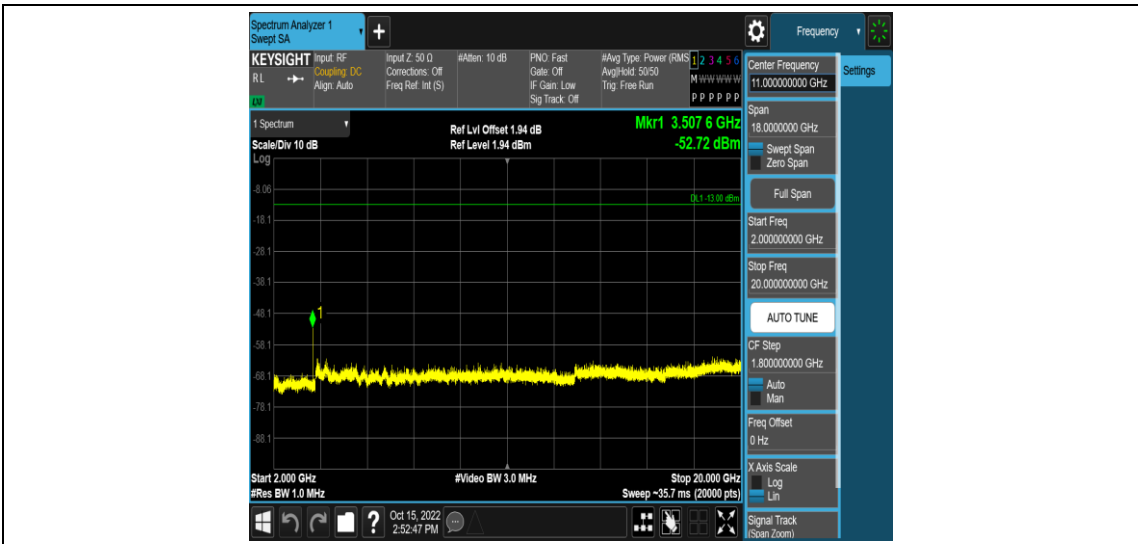 Spectrum Analyzer 1
Swept SA
Frequency
KEYSIGHT
RL
Input: RF
Coupling: DC
Align: Auto
Input Z: 50 Ω
Corrections: Off
Freq Ref: Int (S)
#Atten: 10 dB
PNO: Fast
Gate: Off
IF Gain: Low
Sig Track: Off
#Avg Type: Power (RMS
Avg|Hold: 50/50
Trig: Free Run
1 2 3 4 5 6
M W W W W W
P P P P P P
Center Frequency
11.000000000 GHz
Settings
1 Spectrum
Scale/Div 10 dB
Log
Ref Lvl Offset 1.94 dB
Ref Level 1.94 dBm
Mkr1 3.507 6 GHz
-52.72 dBm
DL1 -13.00 dBm
-8.06
-18.1
-28.1
-38.1
-48.1
-58.1
-68.1
-78.1
-88.1
1
Start 2.000 GHz
#Res BW 1.0 MHz
#Video BW 3.0 MHz
Stop 20.000 GHz
Sweep ~35.7 ms (20000 pts)
Span
18.0000000 GHz
Swept Span
Zero Span
Full Span
Start Freq
2.000000000 GHz
Stop Freq
20.000000000 GHz
AUTO TUNE
CF Step
1.800000000 GHz
Auto
Man
Freq Offset
0 Hz
X Axis Scale
Log
Lin
Signal Track
(Span Zoom)
?
Oct 15, 2022
2:52:47 PM